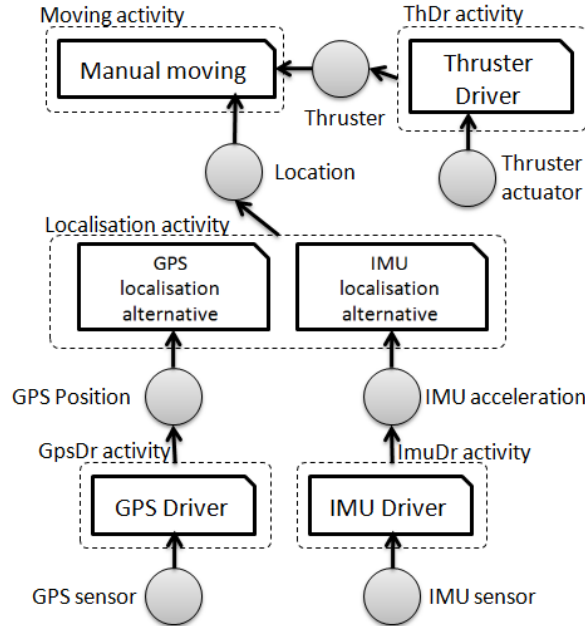 Moving activity
ThDr activity
Manual moving
Thruster
Driver
Thruster
Location
Thruster
actuator
Localisation activity
GPS
localisation
alternative
IMU
localisation
alternative
GPS Position
IMU acceleration
GpsDr activity
ImuDr activity
GPS Driver
IMU Driver
GPS sensor
IMU sensor